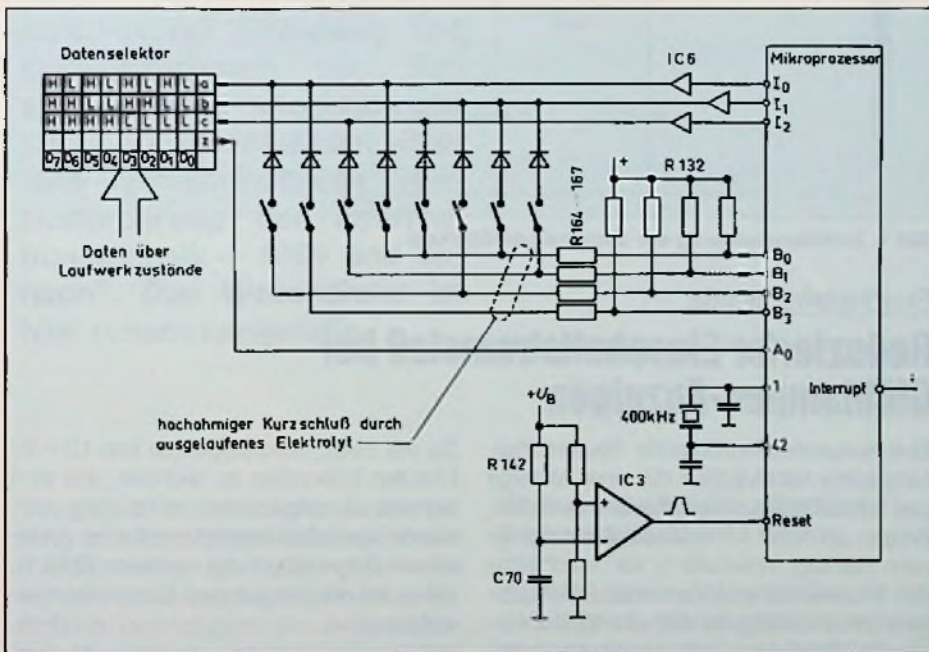 Datenselektor
H L H L H L H L a
H H L L H H L L b
H H H H L L L L c
z
D7 D6 D5 D4 D3 D2 D1 D0
Daten über
Laufwerkzustände
IC6
Mikroprozessor
I0
I1
I2
R164…167
+
R 132
B0
B1
B2
B3
A0
hochohmiger Kurzschluß durch
ausgelaufenes Elektrolyt
1
Interrupt
400kHz
42
+UB
R 142
IC3
Reset
C70